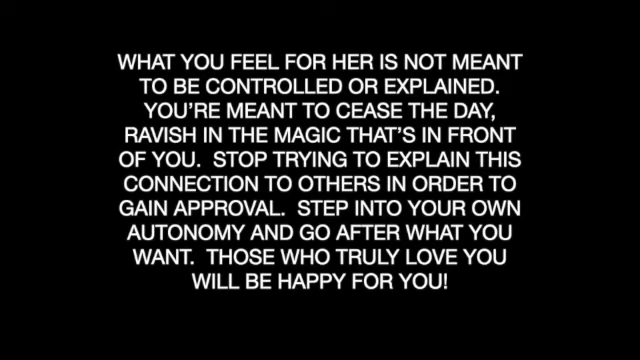 WHAT YOU FEEL FOR HER IS NOT MEANT
TO BE CONTROLLED OR EXPLAINED.
YOU'RE MEANT TO CEASE THE DAY,
RAVISH IN THE MAGIC THAT'S IN FRONT
OF YOU.  STOP TRYING TO EXPLAIN THIS
CONNECTION TO OTHERS IN ORDER TO
GAIN APPROVAL.  STEP INTO YOUR OWN
AUTONOMY AND GO AFTER WHAT YOU
WANT.  THOSE WHO TRULY LOVE YOU
WILL BE HAPPY FOR YOU!